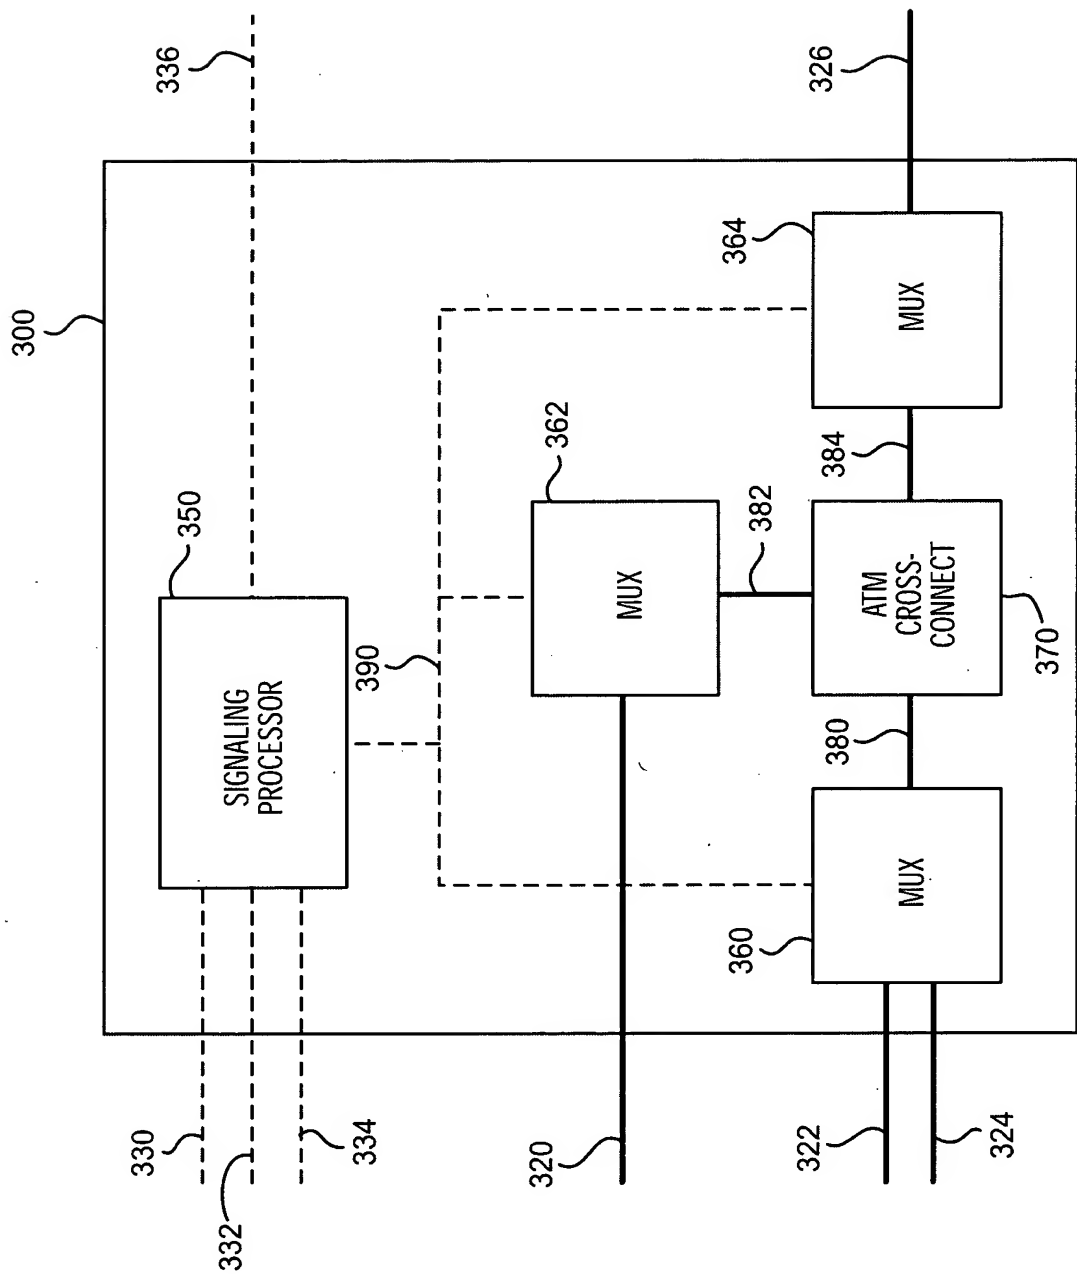 300
336
350
SIGNALING
PROCESSOR
330
332
334
390
362
MUX
320
382
364
MUX
326
384
ATM
CROSS-
CONNECT
370
380
360
MUX
322
324